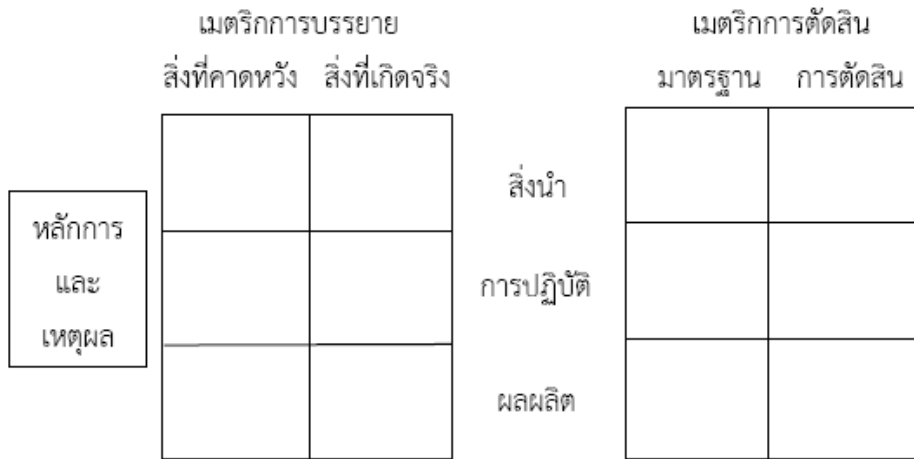 เมตริกการบรรยาย
เมตริกการตัดสิน
สิ่งที่คาดหวัง สิ่งที่เกิดจริง
มาตรฐาน การตัดสิน
หลักการ
และ
เหตุผล
สิ่งนำ
การปฏิบัติ
ผลผลิต